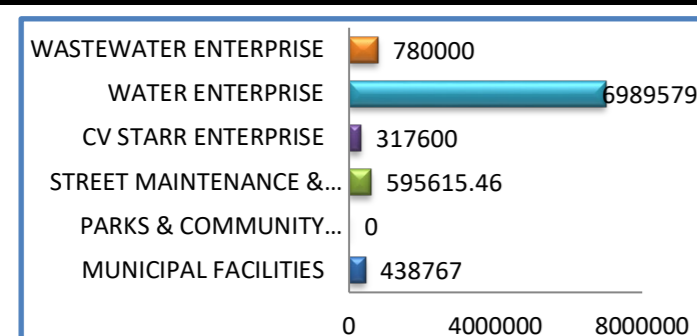 WASTEWATER ENTERPRISE 780000
WATER ENTERPRISE 6989579
CV STARR ENTERPRISE 317600
STREET MAINTENANCE &... 595615.46
PARKS & COMMUNITY... 0
MUNICIPAL FACILITIES 438767
0 4000000 8000000